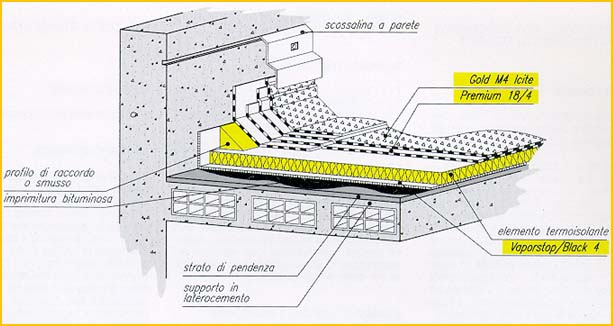 scossalina a parete
Gold M4 Icite
Premium 18/4
profilo di raccordo
o smusso
imprimitura bituminosa
elemento termoisolante
Vaporstop/Black 4
strato di pendenza
supporto in
laterocemento